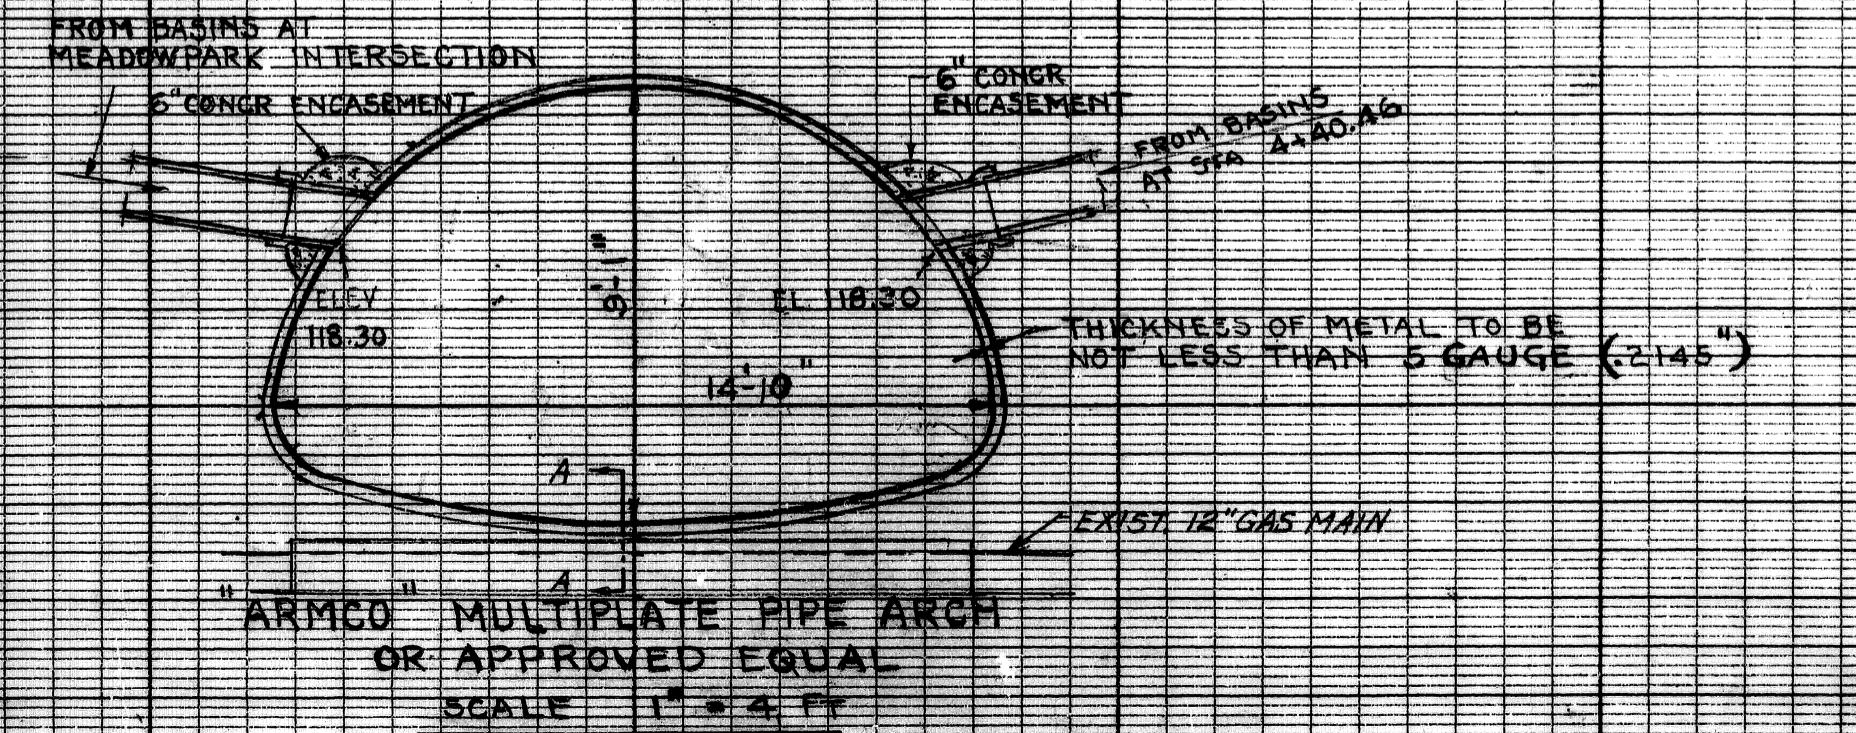 FROM BASINS AT
MEADOWPARK INTERSECTION
6" CONCR ENCASEMENT
6" CONCR
ENCASEMENT
FROM BASINS
AT STA 4+40.46
9'-1"
ELEV
118.30
EL. 118.30
THICKNESS OF METAL TO BE
NOT LESS THAN 5 GAUGE (.2145")
14'-10"
A
EXIST. 12" GAS MAIN
A
"ARMCO" MULTIPLATE PIPE ARCH
OR APPROVED EQUAL
SCALE 1" = 4 FT